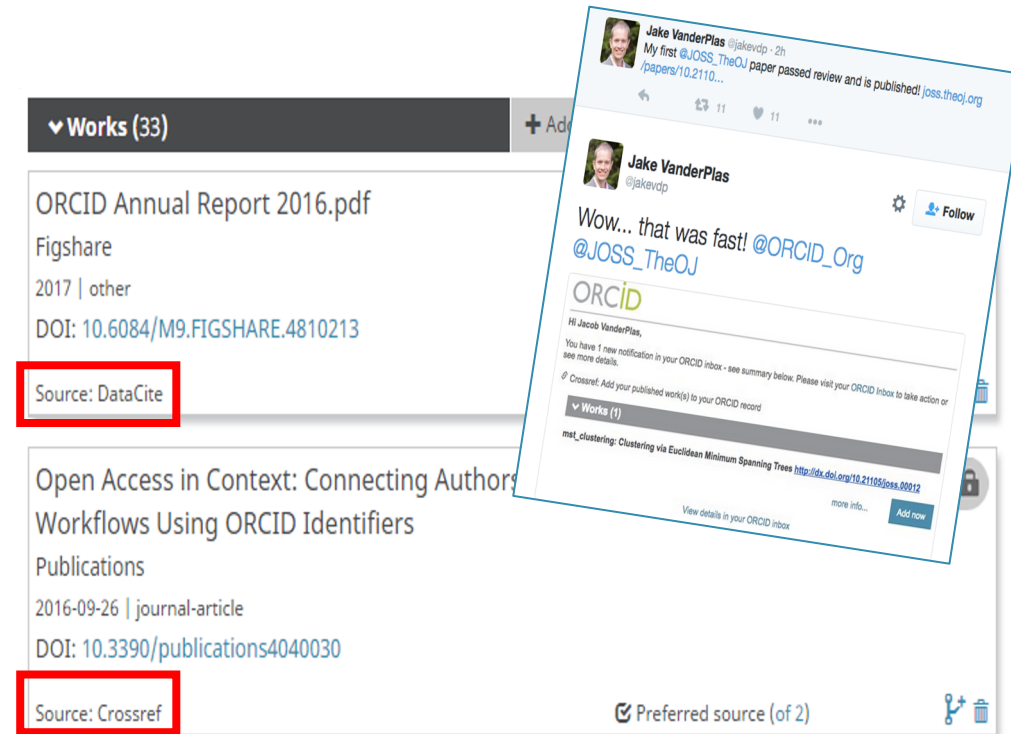 Works (33)
Add
ORCID Annual Report 2016.pdf
Figshare
2017 | other
DOI: 10.6084/M9.FIGSHARE.4810213
Source: DataCite
Open Access in Context: Connecting Authors
Workflows Using ORCID Identifiers
Publications
2016-09-26 | journal-article
DOI: 10.3390/publications4040030
Source: Crossref
Preferred source (of 2)
Jake VanderPlas @jakevdp · 2h
My first @JOSS_TheOJ paper passed review and is published! joss.theoj.org
/papers/10.2110...
11 11
Jake VanderPlas
@jakevdp
Follow
Wow... that was fast! @ORCID_Org
@JOSS_TheOJ
ORCID
Hi Jacob VanderPlas,
You have 1 new notification in your ORCID inbox - see summary below. Please visit your ORCID Inbox to take action or
see more details.
Crossref: Add your published work(s) to your ORCID record
Works (1)
mst_clustering: Clustering via Euclidean Minimum Spanning Trees http://dx.doi.org/10.21105/joss.00012
more info... Add now
View details in your ORCID inbox